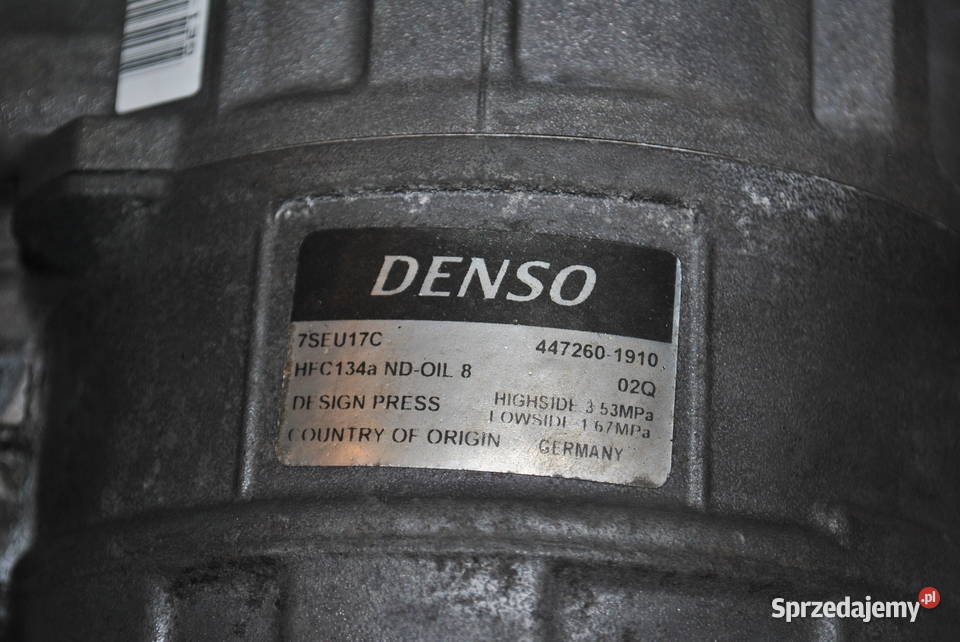 DENSO
7SEU17C 447260-1910
HFC134a ND-OIL 8 02Q
DESIGN PRESS HIGHSIDE 3.53MPa
LOWSIDE 1.67MPa
COUNTRY OF ORIGIN GERMANY
Sprzedajemy.pl